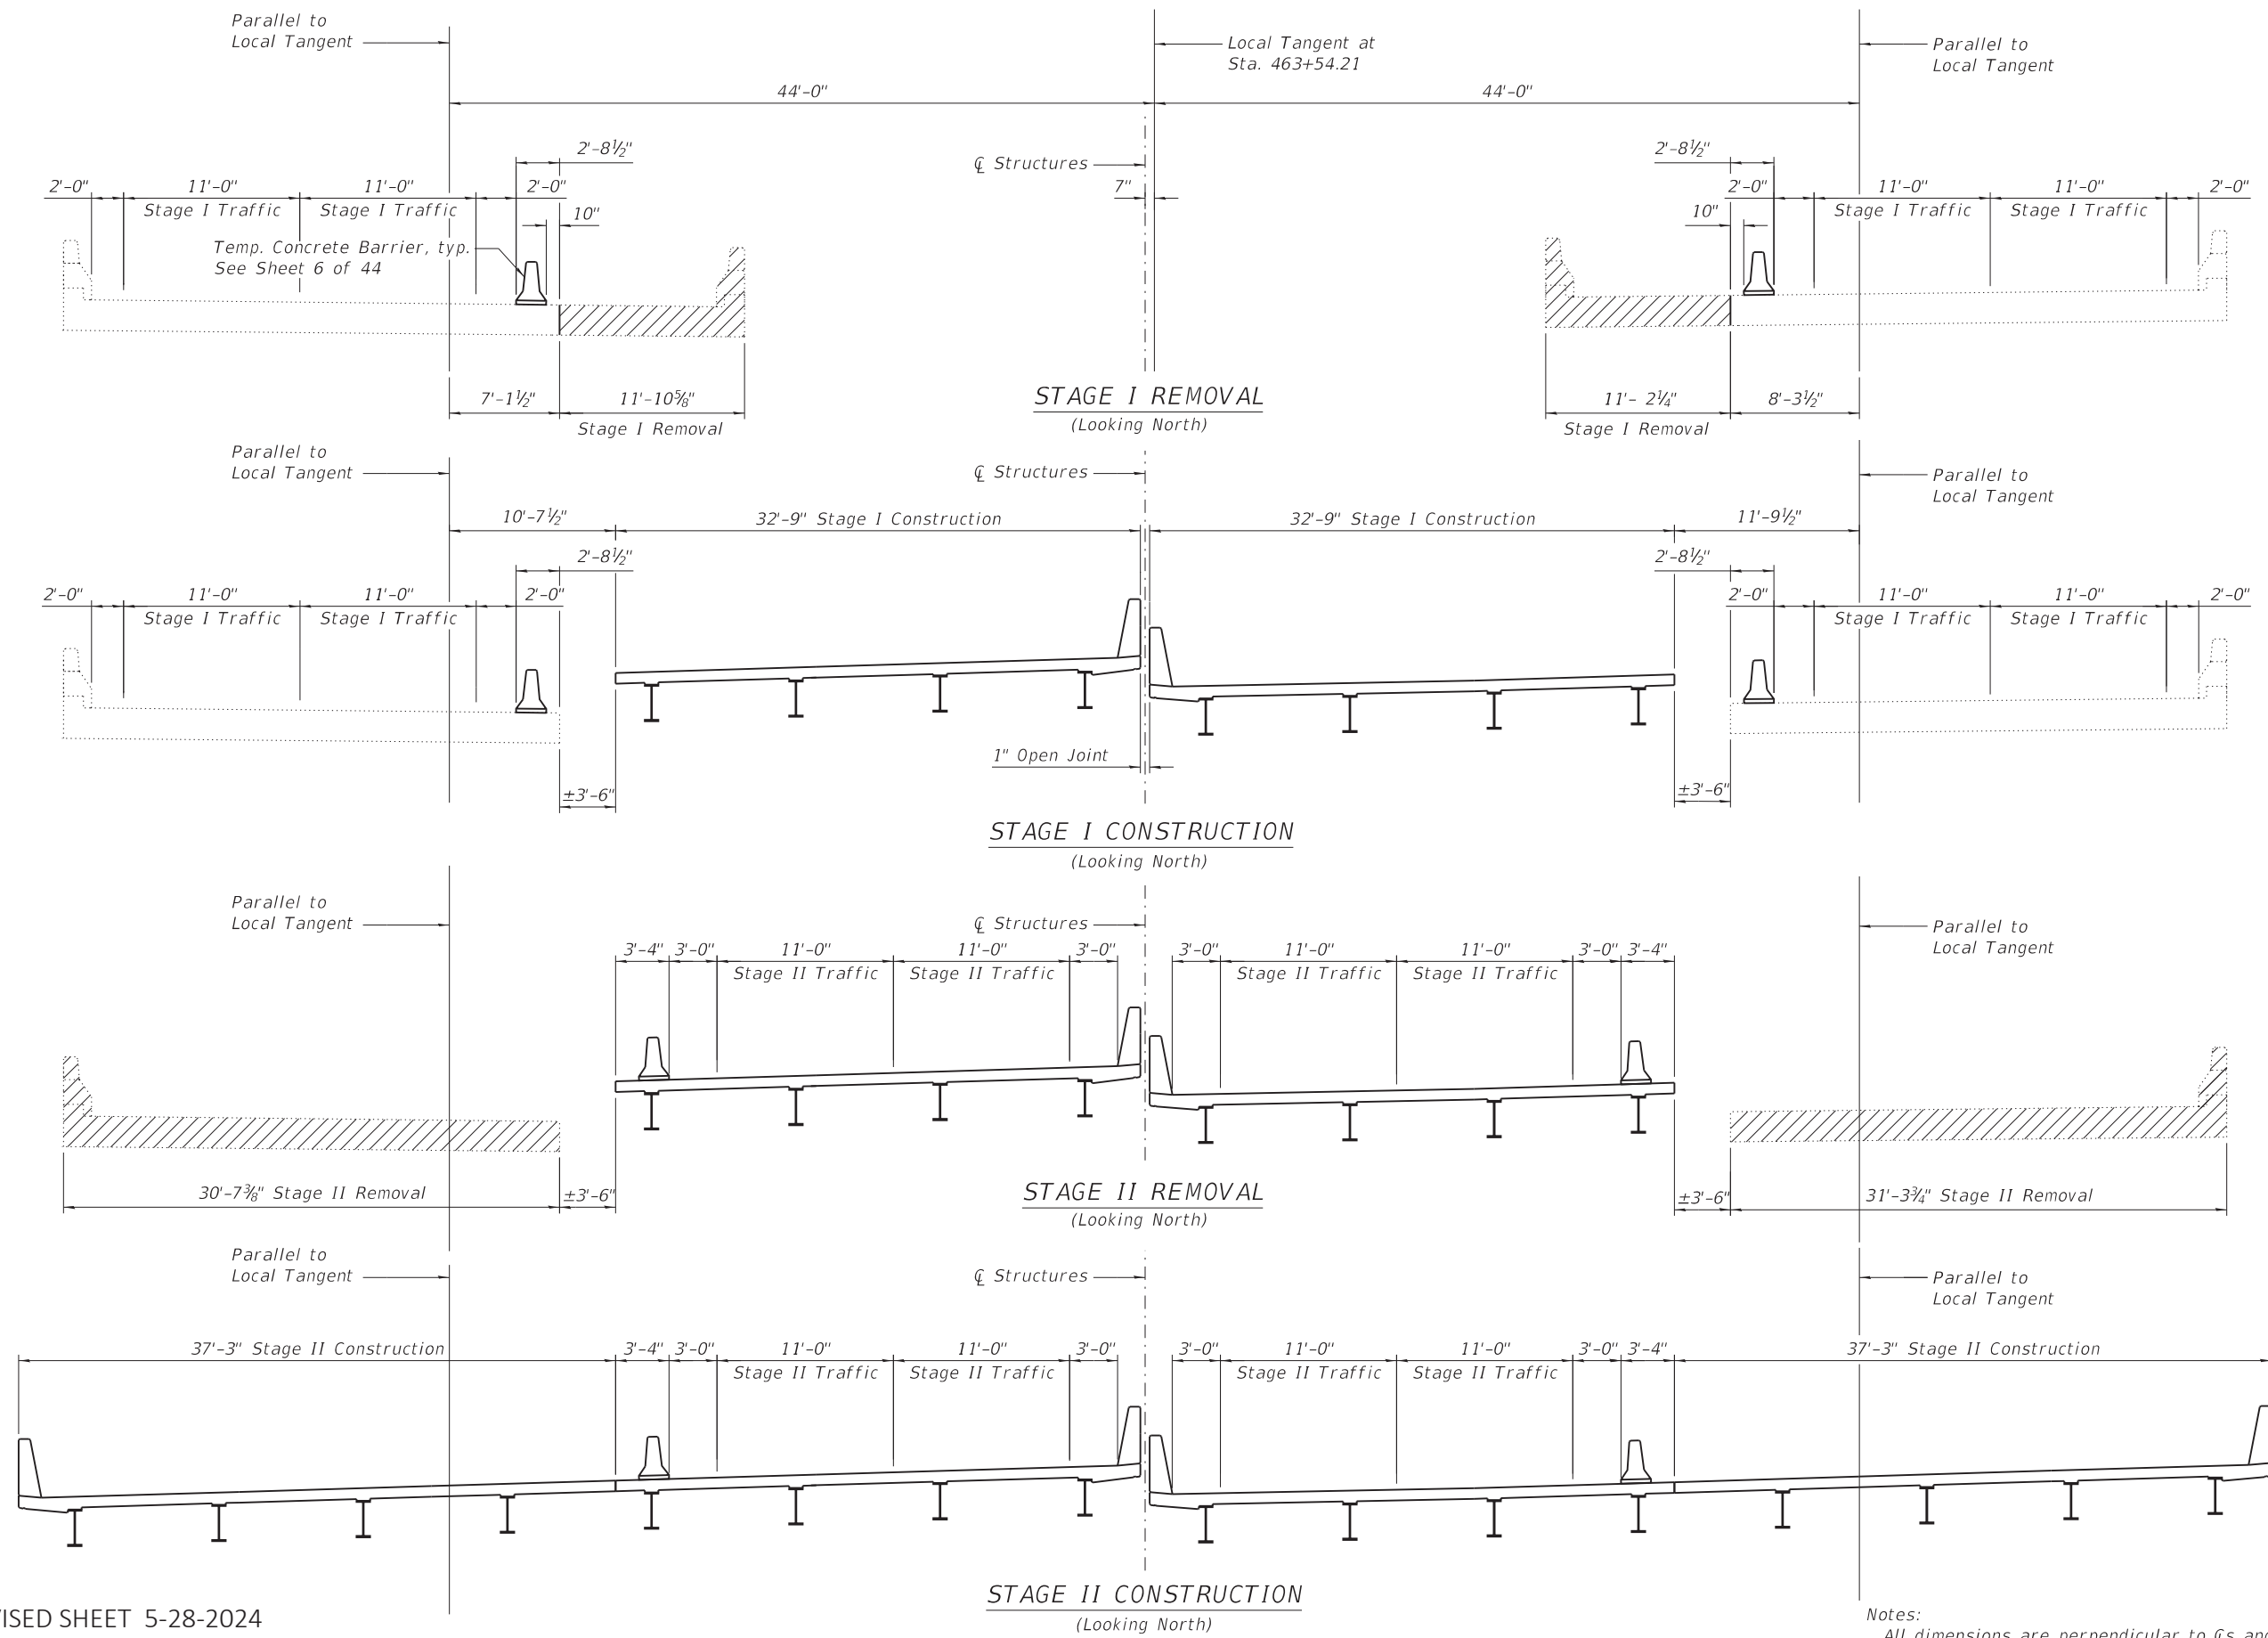 Parallel to
Local Tangent
Local Tangent at
Sta. 463+54.21
Parallel to
Local Tangent
44'-0"
44'-0"
2'-8½"
℄ Structures
2'-8½"
2'-0"
11'-0"
11'-0"
2'-0"
7"
2'-0"
11'-0"
11'-0"
2'-0"
Stage I Traffic
Stage I Traffic
10"
10"
Stage I Traffic
Stage I Traffic
Temp. Concrete Barrier, typ.
See Sheet 6 of 44
7'-1½"
11'-10⅝"
Stage I Removal
STAGE I REMOVAL
(Looking North)
11'- 2¼"
8'-3½"
Stage I Removal
Parallel to
Local Tangent
℄ Structures
Parallel to
Local Tangent
10'-7½"
32'-9" Stage I Construction
32'-9" Stage I Construction
11'-9½"
2'-8½"
2'-8½"
2'-0"
11'-0"
11'-0"
2'-0"
2'-0"
11'-0"
11'-0"
2'-0"
Stage I Traffic
Stage I Traffic
Stage I Traffic
Stage I Traffic
1" Open Joint
±3'-6"
±3'-6"
STAGE I CONSTRUCTION
(Looking North)
Parallel to
Local Tangent
℄ Structures
Parallel to
Local Tangent
3'-4"
3'-0"
11'-0"
11'-0"
3'-0"
3'-0"
11'-0"
11'-0"
3'-0"
3'-4"
Stage II Traffic
Stage II Traffic
Stage II Traffic
Stage II Traffic
30'-7⅜" Stage II Removal
±3'-6"
STAGE II REMOVAL
(Looking North)
±3'-6"
31'-3¾" Stage II Removal
Parallel to
Local Tangent
℄ Structures
Parallel to
Local Tangent
37'-3" Stage II Construction
3'-4"
3'-0"
11'-0"
11'-0"
3'-0"
3'-0"
11'-0"
11'-0"
3'-0"
3'-4"
37'-3" Stage II Construction
Stage II Traffic
Stage II Traffic
Stage II Traffic
Stage II Traffic
STAGE II CONSTRUCTION
(Looking North)
ISED SHEET 5-28-2024
Notes:
All dimensions are perpendicular to ℄s and